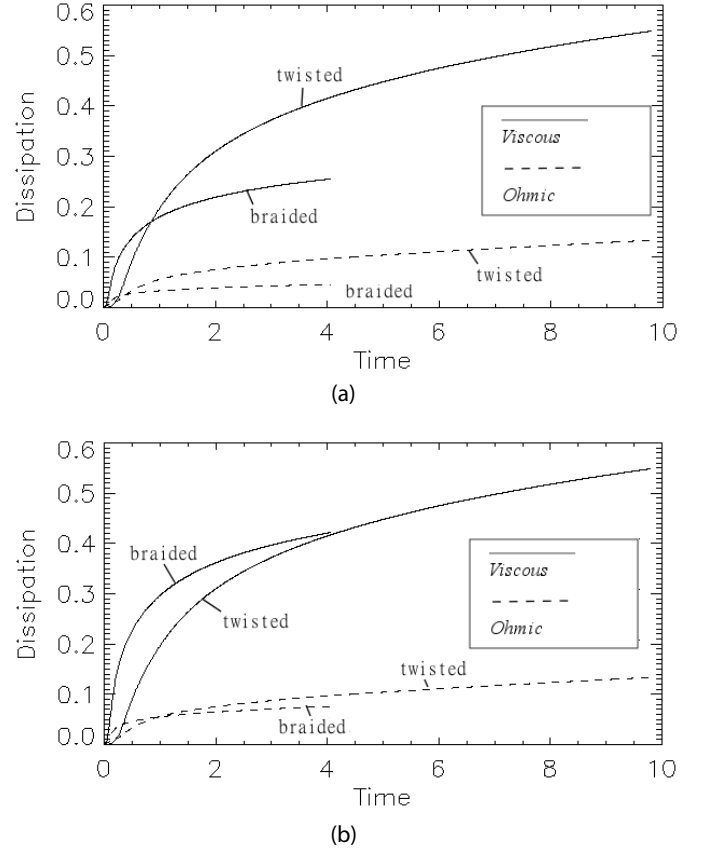 0.6
0.5
0.4
0.3
0.2
0.1
0.0
Dissipation
twisted
braided
twisted
braided
Viscous
Ohmic
0 2 4 6 8 10
Time
(a)
0.6
0.5
0.4
0.3
0.2
0.1
0.0
Dissipation
braided
twisted
twisted
braided
Viscous
Ohmic
0 2 4 6 8 10
Time
(b)